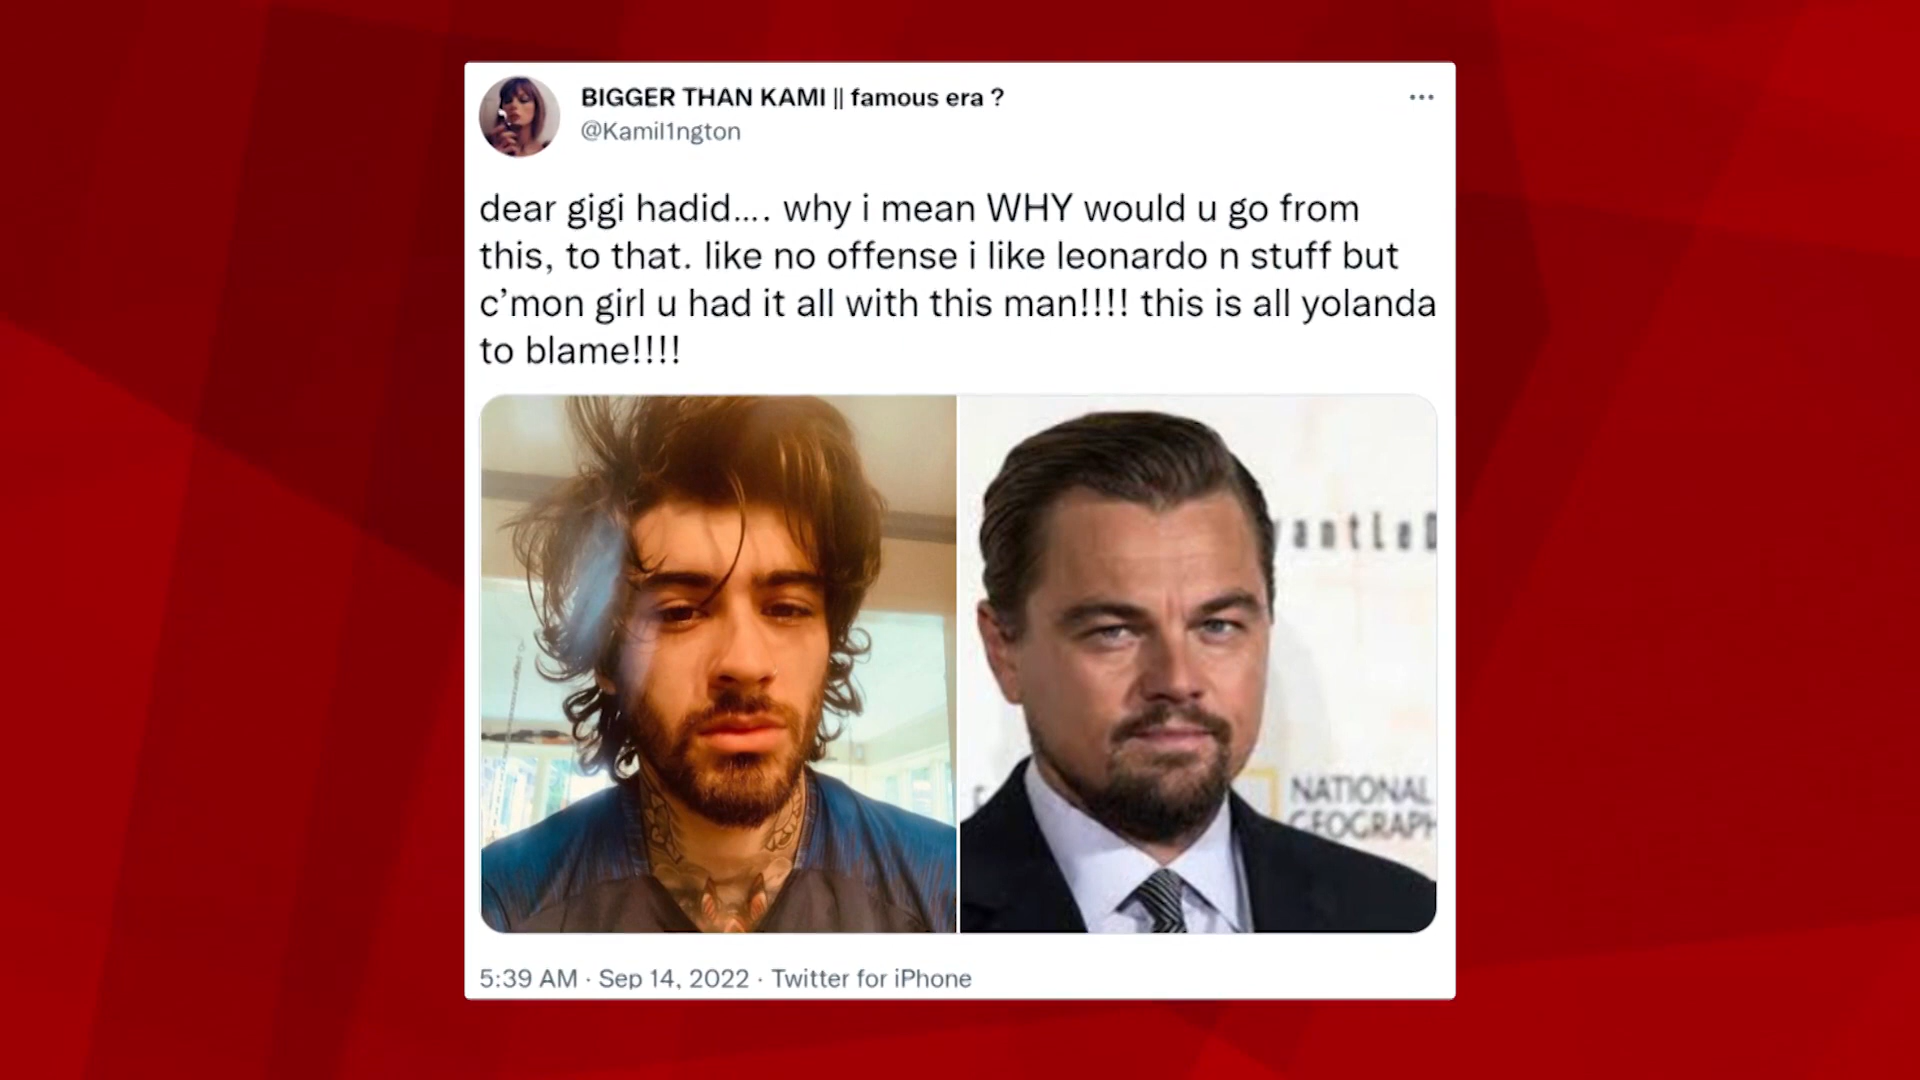 BIGGER THAN KAMI || famous era ?
@Kamil1ngton
dear gigi hadid.... why i mean WHY would u go from
this, to that. like no offense i like leonardo n stuff but
c’mon girl u had it all with this man!!!! this is all yolanda
to blame!!!!
NATIONAL
5:39 AM · Sep 14, 2022 · Twitter for iPhone